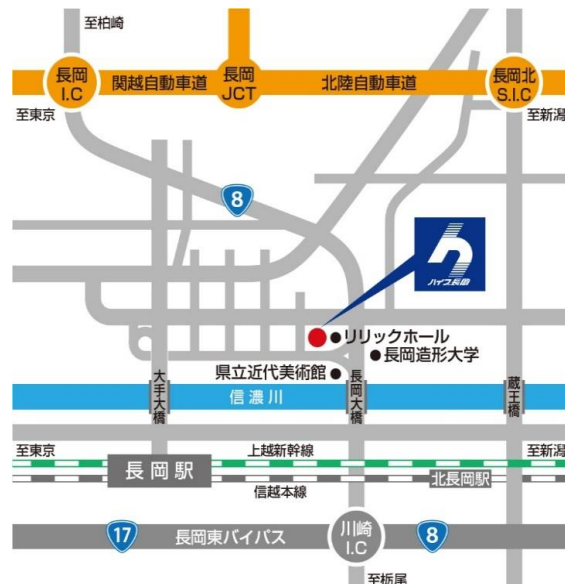 至柏崎
長岡
I.C
関越自動車道
長岡
JCT
北陸自動車道
長岡北
S.I.C
至東京
至新潟
8
ハイブ長岡
リリックホール
長岡造形大学
県立近代美術館
大手大橋
長岡大橋
蔵王橋
信濃川
至東京
上越新幹線
至新潟
長岡駅
北長岡駅
信越本線
17
長岡東バイパス
川崎
I.C
8
至栃尾